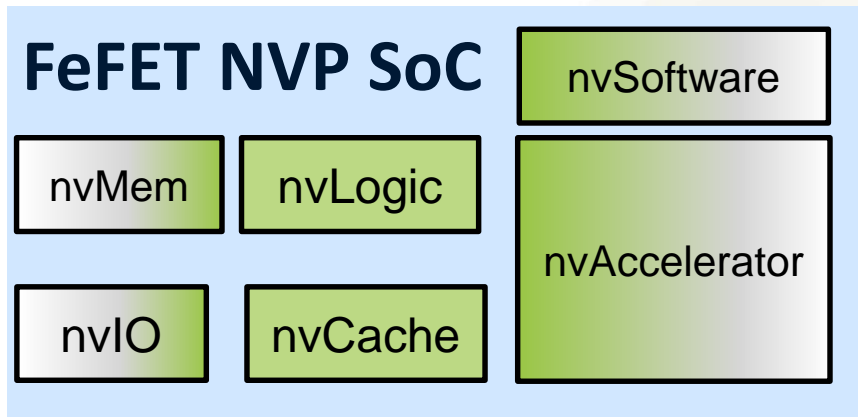 FeFET NVP SoC
nvSoftware
nvMem
nvLogic
nvAccelerator
nvIO
nvCache